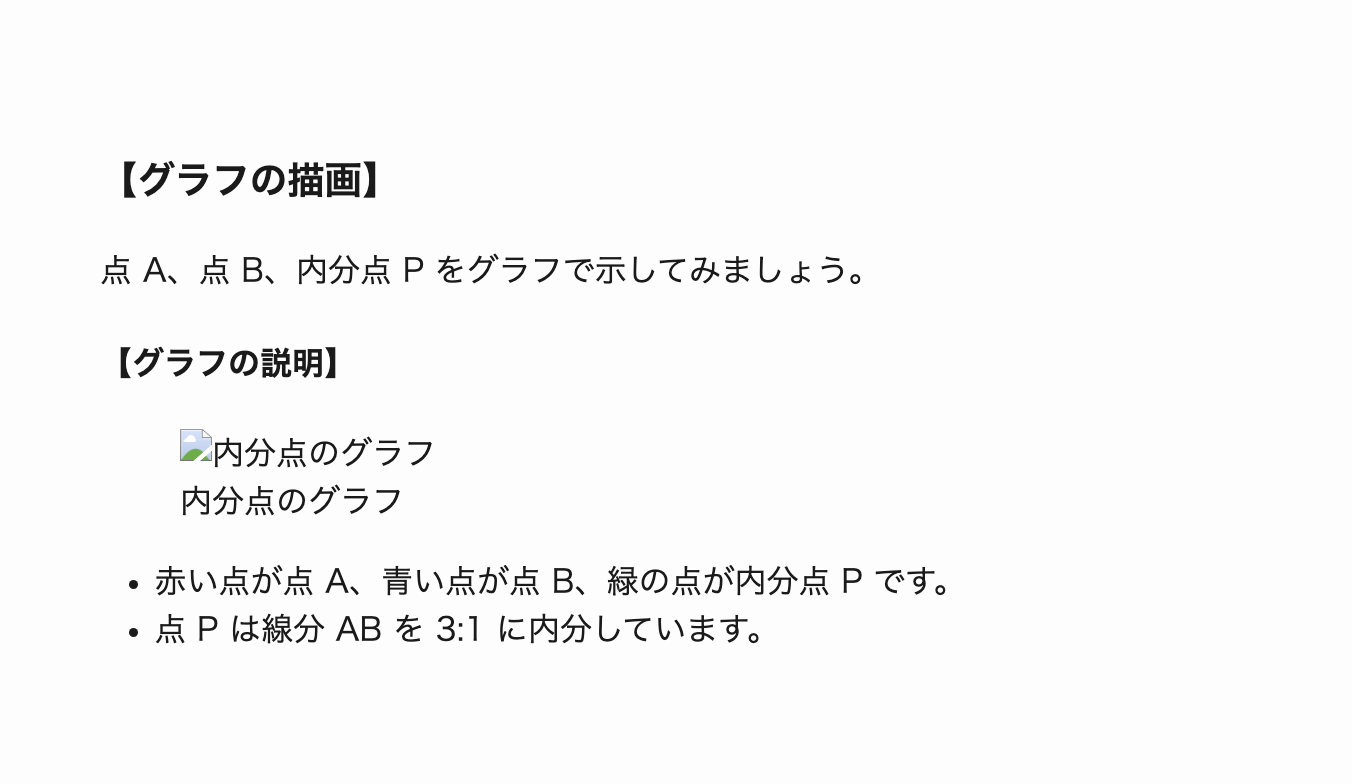 【グラフの描画】
点 A、点 B、内分点 P をグラフで示してみましょう。
【グラフの説明】
内分点のグラフ
内分点のグラフ
• 赤い点が点 A、青い点が点 B、緑の点が内分点 P です。
• 点 P は線分 AB を 3:1 に内分しています。